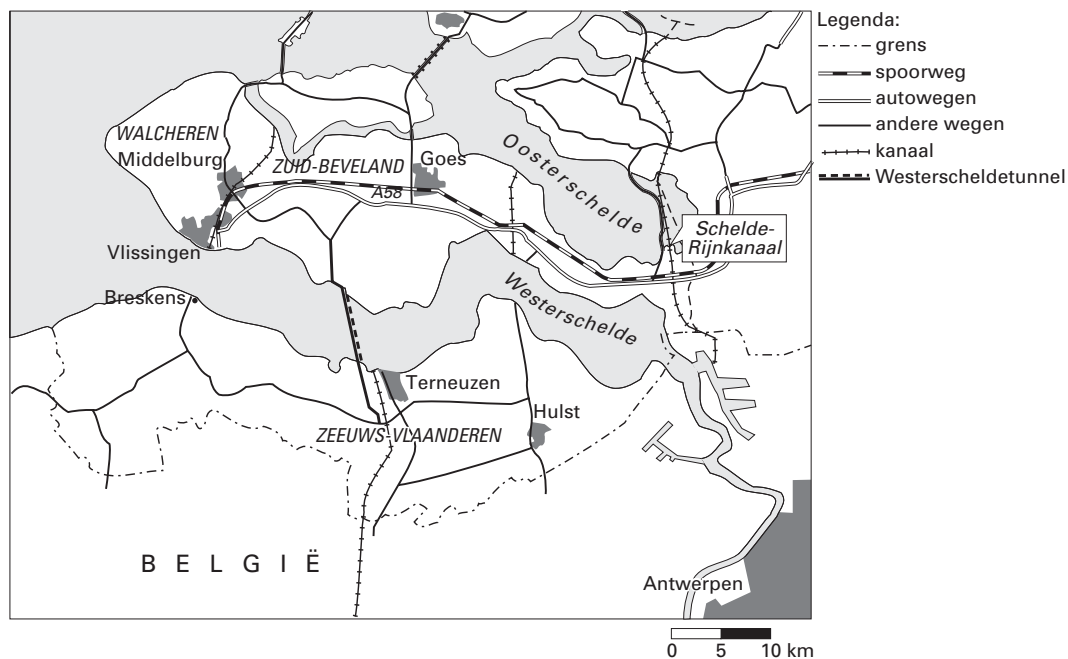 Legenda:
grens
spoorweg
autowegen
andere wegen
kanaal
Westerscheldetunnel
WALCHEREN
Middelburg
ZUID-BEVELAND
Goes
A58
Oosterschelde
Schelde-
Rijnkanaal
Vlissingen
Breskens
Westerschelde
Terneuzen
Hulst
ZEEUWS-VLAANDEREN
BELGIË
Antwerpen
0 5 10 km